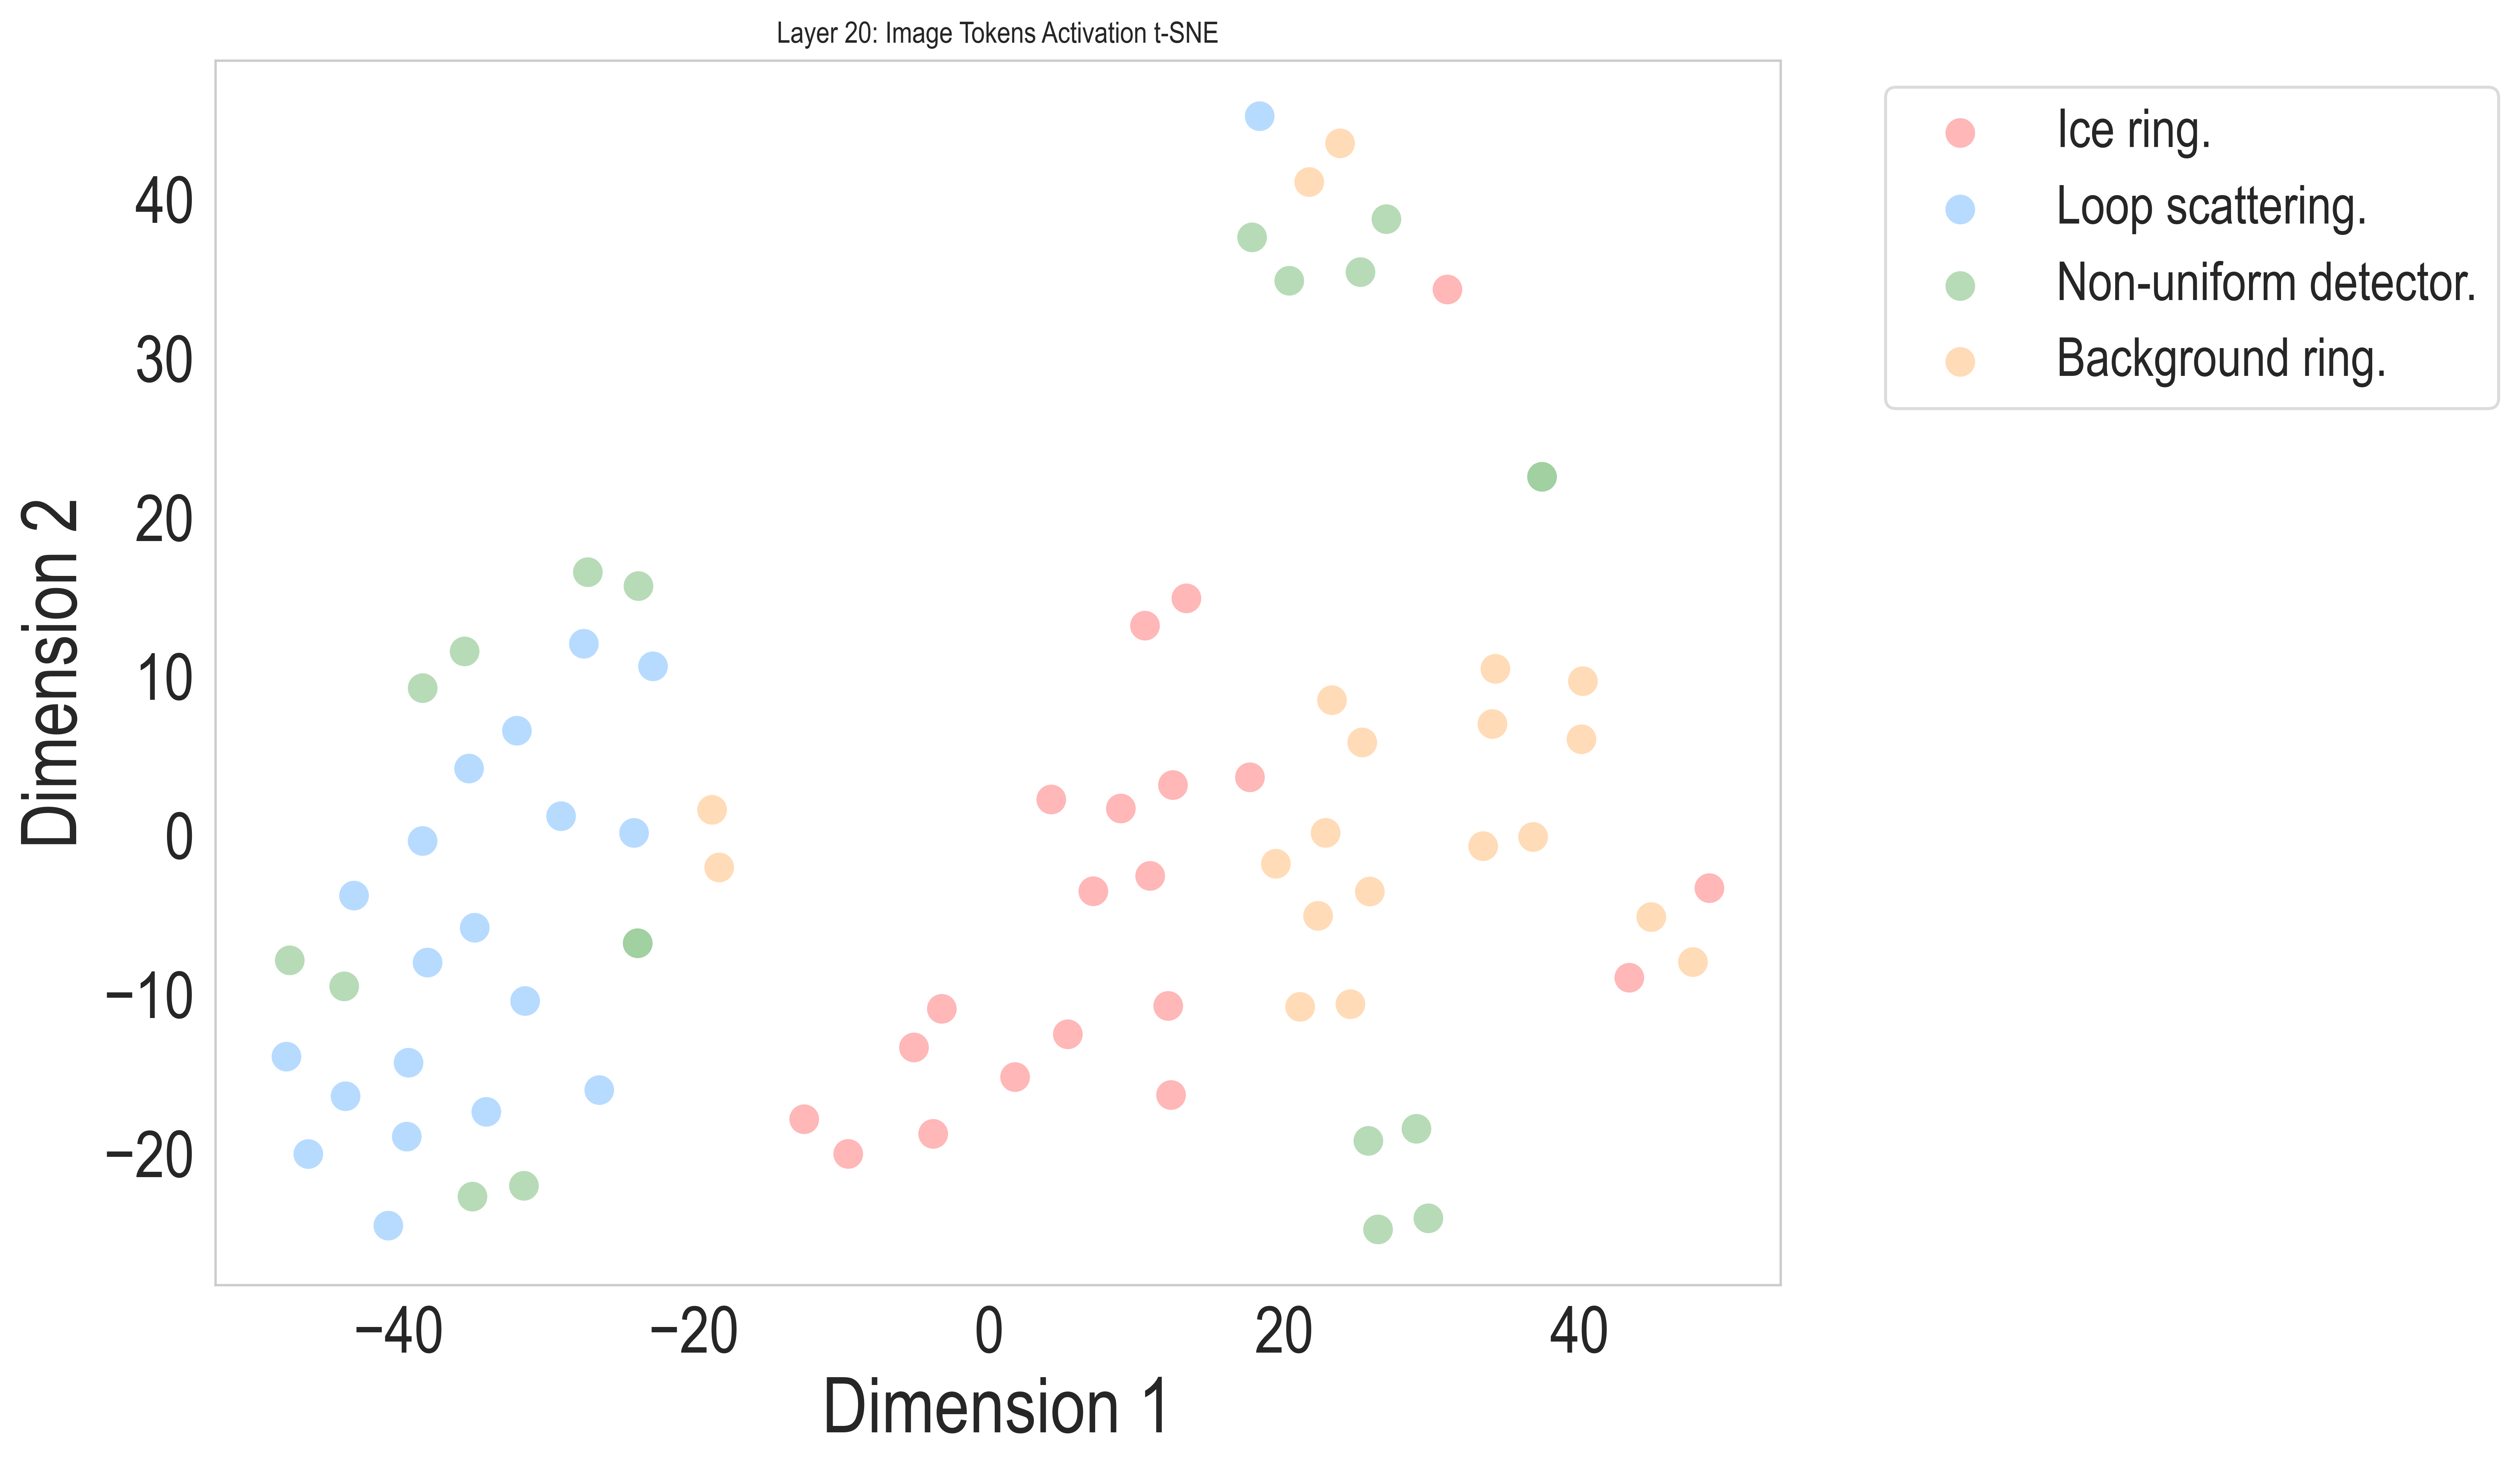 Layer 20: Image Tokens Activation t-SNE
Ice ring.
Loop scattering.
Non-uniform detector.
Background ring.
40
30
20
10
0
−10
−20
Dimension 2
−40 −20 0 20 40
Dimension 1